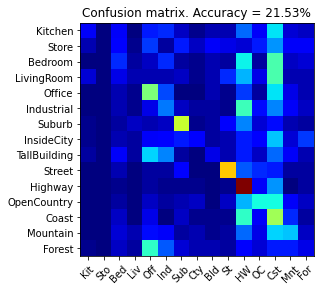 Confusion matrix. Accuracy = 21.53%
Kitchen
Store
Bedroom
LivingRoom
Office
Industrial
Suburb
InsideCity
TallBuilding
Street
Highway
OpenCountry
Coast
Mountain
Forest
Kit Sto Bed Liv Off Ind Sub Cty Bld St HW OC Cst Mnt For